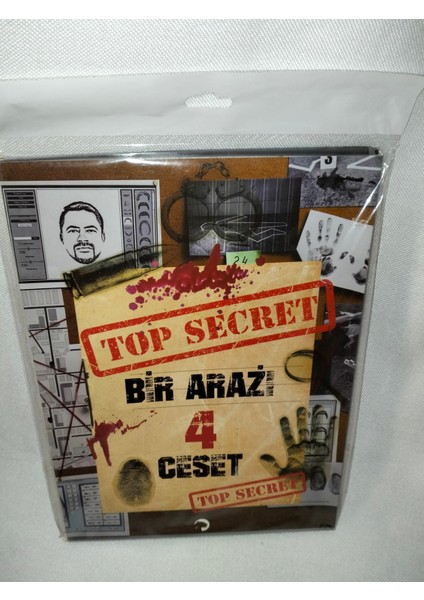 24
TOP SECRET
BİR ARAZİ
4
CESET
TOP SECRET